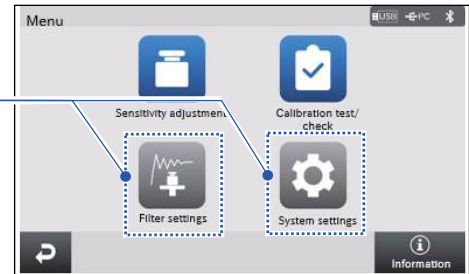 Menu
USB PC
Sensitivity adjustment
Calibration test/
check
Filter settings
System settings
Information